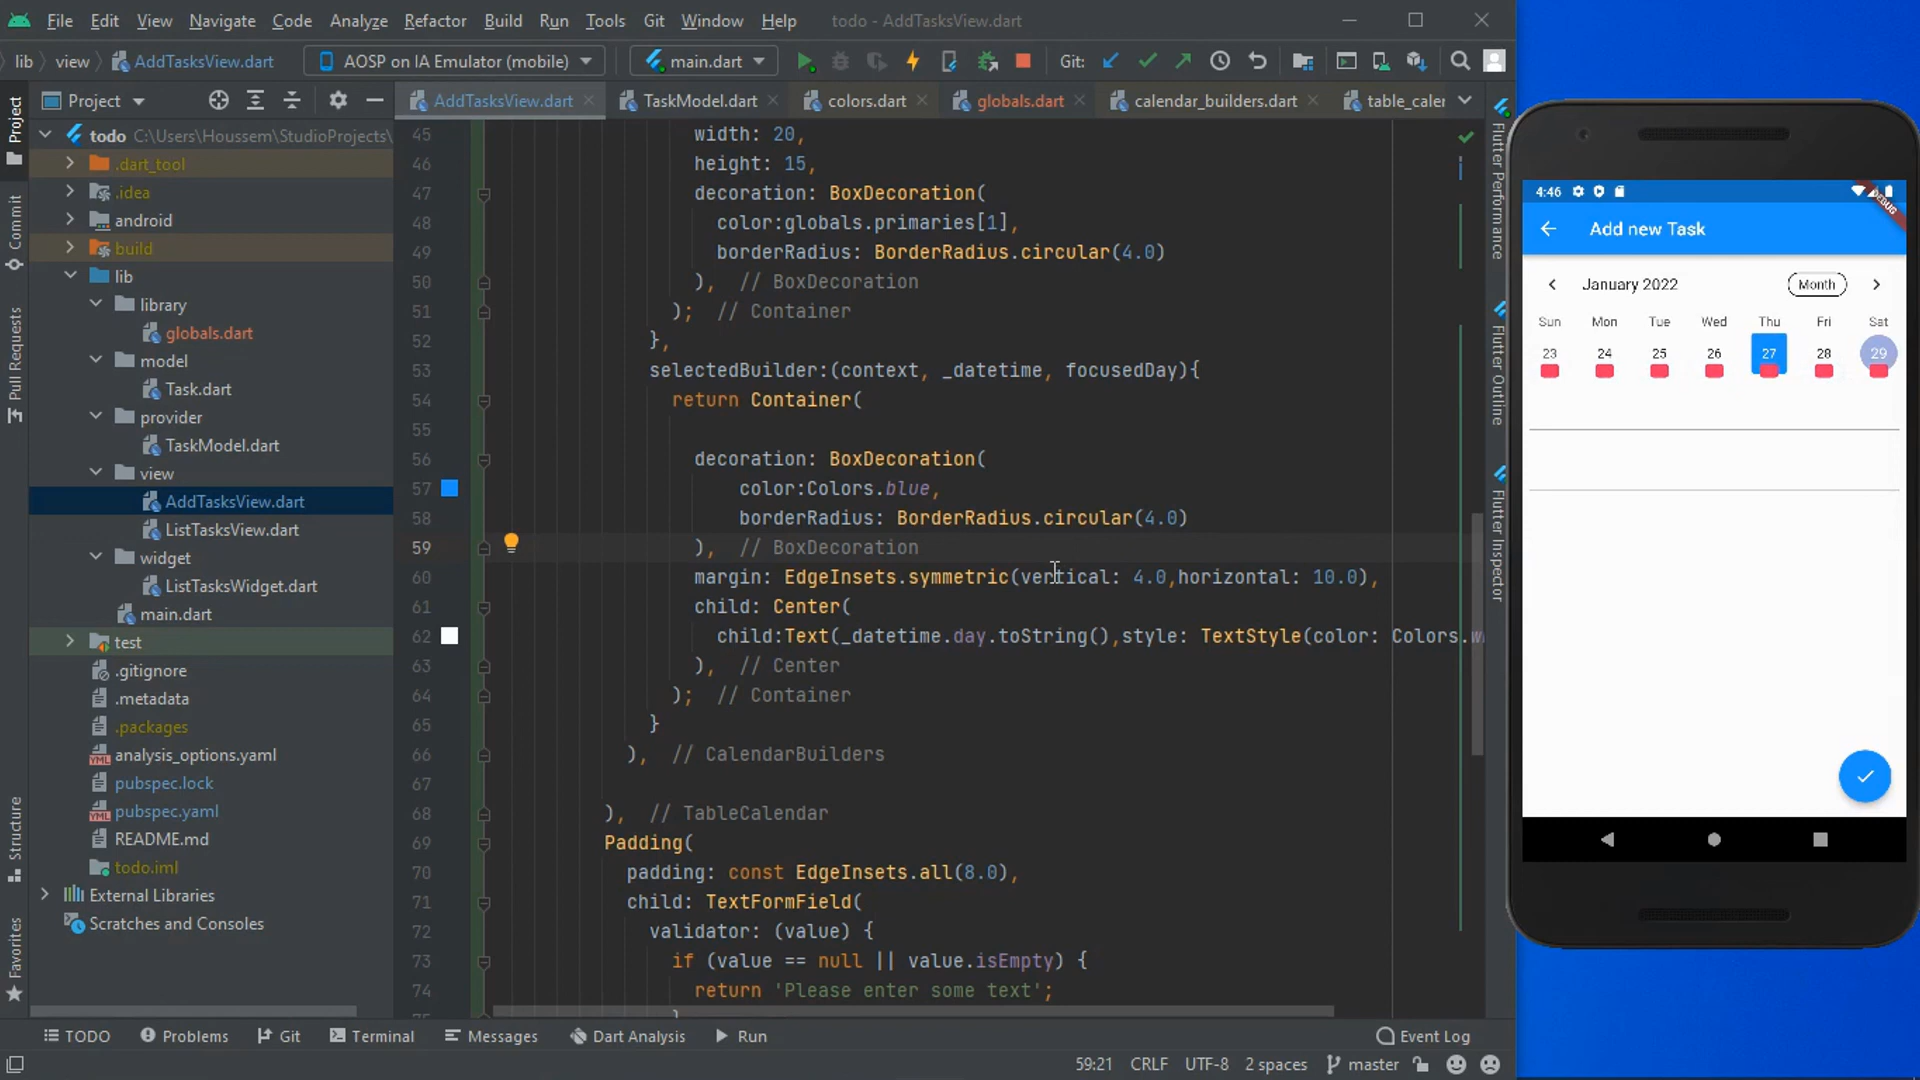 File Edit View Navigate Code Analyze Refactor Build Run Tools Git Window Help todo - AddTasksView.dart
lib view AddTasksView.dart AOSP on IA Emulator (mobile) main.dart Git:
Project AddTasksView.dart TaskModel.dart colors.dart globals.dart calendar_builders.dart table_caler
todo C:\Users\Houssem\StudioProjects\
.dart_tool
.idea
android
build
lib
library
globals.dart
model
Task.dart
provider
TaskModel.dart
view
AddTasksView.dart
ListTasksView.dart
widget
ListTasksWidget.dart
main.dart
test
.gitignore
.metadata
.packages
analysis_options.yaml
pubspec.lock
pubspec.yaml
README.md
todo.iml
External Libraries
Scratches and Consoles
Project
Commit
Pull Requests
Structure
Favorites
45 width: 20,
46 height: 15,
47 decoration: BoxDecoration(
48 color:globals.primaries[1],
49 borderRadius: BorderRadius.circular(4.0)
50 ), // BoxDecoration
51 ); // Container
52 },
53 selectedBuilder:(context, _datetime, focusedDay){
54 return Container(
55
56 decoration: BoxDecoration(
57 color:Colors.blue,
58 borderRadius: BorderRadius.circular(4.0)
59 ), // BoxDecoration
60 margin: EdgeInsets.symmetric(vertical: 4.0,horizontal: 10.0),
61 child: Center(
62 child:Text(_datetime.day.toString(),style: TextStyle(color: Colors.w
63 ), // Center
64 ); // Container
65 }
66 ), // CalendarBuilders
67
68 ), // TableCalendar
69 Padding(
70 padding: const EdgeInsets.all(8.0),
71 child: TextFormField(
72 validator: (value) {
73 if (value == null || value.isEmpty) {
74 return 'Please enter some text';
}
Flutter Performance
Flutter Outline
Flutter Inspector
4:46
DEBUG
Add new Task
January 2022 Month
Sun Mon Tue Wed Thu Fri Sat
23 24 25 26 27 28 29
TODO Problems Git Terminal Messages Dart Analysis Run Event Log
59:21 CRLF UTF-8 2 spaces master